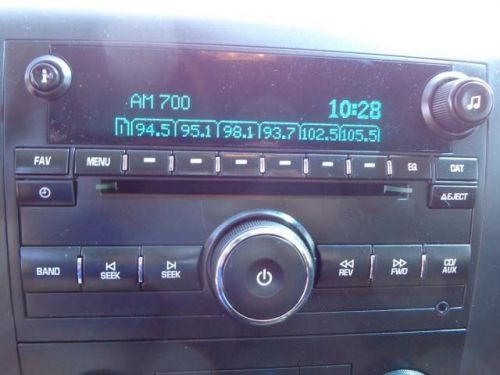 AM 700 10:28
1 94.5 95.1 98.1 93.7 102.5 105.5
FAV MENU EQ CAT
EJECT
BAND SEEK SEEK REV FWD CD/AUX